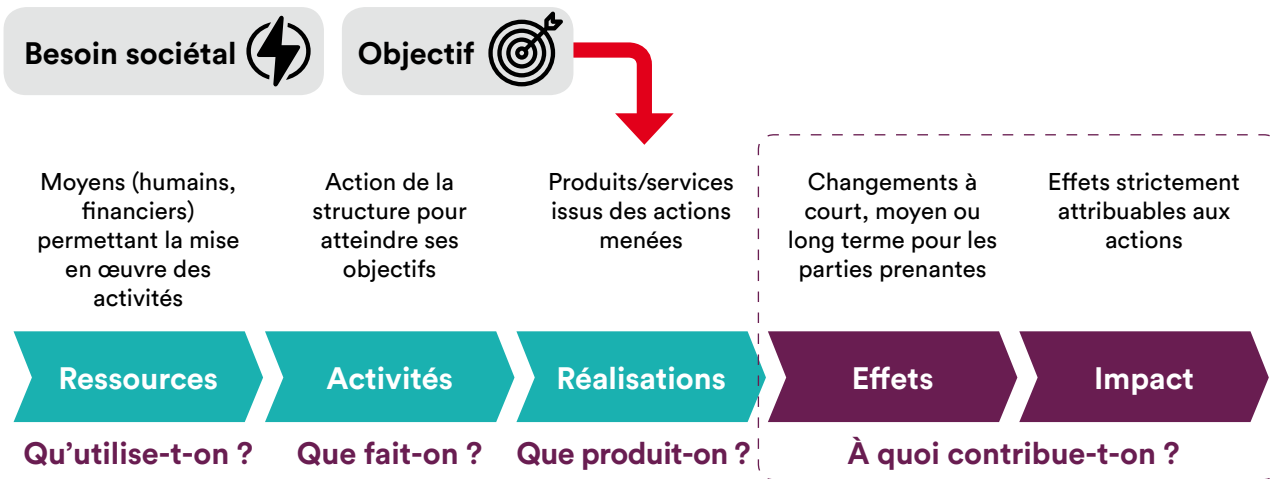 Besoin sociétal
Objectif
Moyens (humains,
financiers)
permettant la mise
en œuvre des
activités
Action de la
structure pour
atteindre ses
objectifs
Produits/services
issus des actions
menées
Changements à
court, moyen ou
long terme pour les
parties prenantes
Effets strictement
attribuables aux
actions
Ressources
Activités
Réalisations
Effets
Impact
Qu’utilise-t-on ?
Que fait-on ?
Que produit-on ?
À quoi contribue-t-on ?